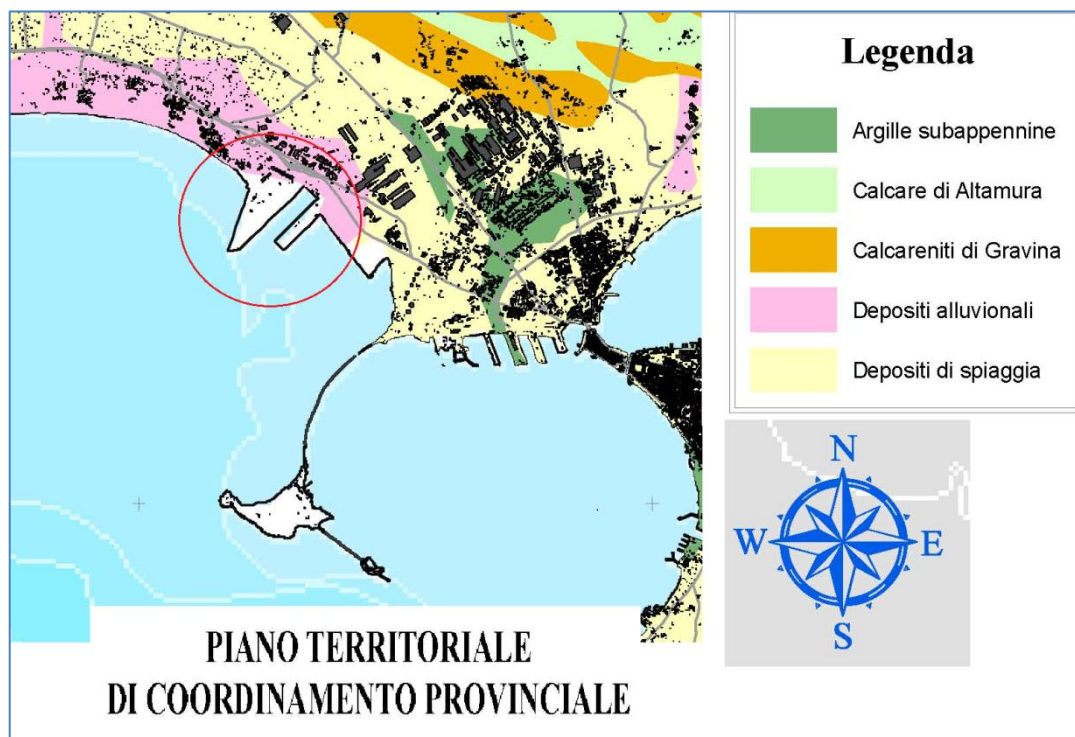 Legenda
Argille subappennine
Calcare di Altamura
Calcareniti di Gravina
Depositi alluvionali
Depositi di spiaggia
N
W E
S
PIANO TERRITORIALE
DI COORDINAMENTO PROVINCIALE